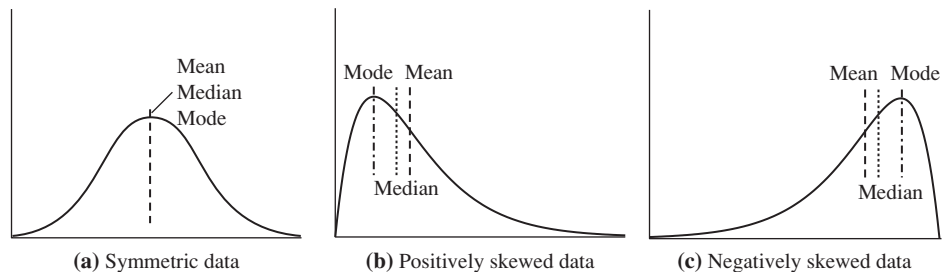 Mean
Median
Mode
(a) Symmetric data
Mode
Mean
Median
(b) Positively skewed data
Mean
Mode
Median
(c) Negatively skewed data